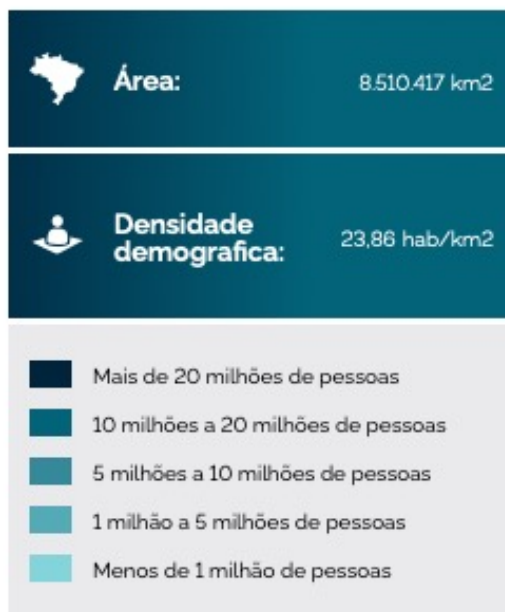 Área:
8.510.417 km2
Densidade
demografica:
23,86 hab/km2
Mais de 20 milhões de pessoas
10 milhões a 20 milhões de pessoas
5 milhões a 10 milhões de pessoas
1 milhão a 5 milhões de pessoas
Menos de 1 milhão de pessoas